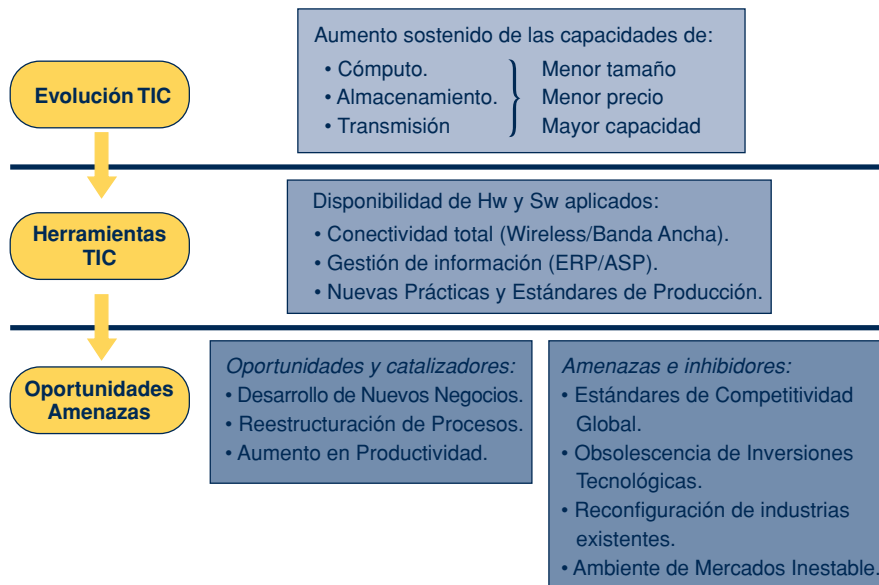 Evolución TIC
Aumento sostenido de las capacidades de:
• Cómputo.
• Almacenamiento.
• Transmisión
Menor tamaño
Menor precio
Mayor capacidad
Herramientas
TIC
Disponibilidad de Hw y Sw aplicados:
• Conectividad total (Wireless/Banda Ancha).
• Gestión de información (ERP/ASP).
• Nuevas Prácticas y Estándares de Producción.
Oportunidades
Amenazas
Oportunidades y catalizadores:
• Desarrollo de Nuevos Negocios.
• Reestructuración de Procesos.
• Aumento en Productividad.
Amenazas e inhibidores:
• Estándares de Competitividad
Global.
• Obsolescencia de Inversiones
Tecnológicas.
• Reconfiguración de industrias
existentes.
• Ambiente de Mercados Inestable.